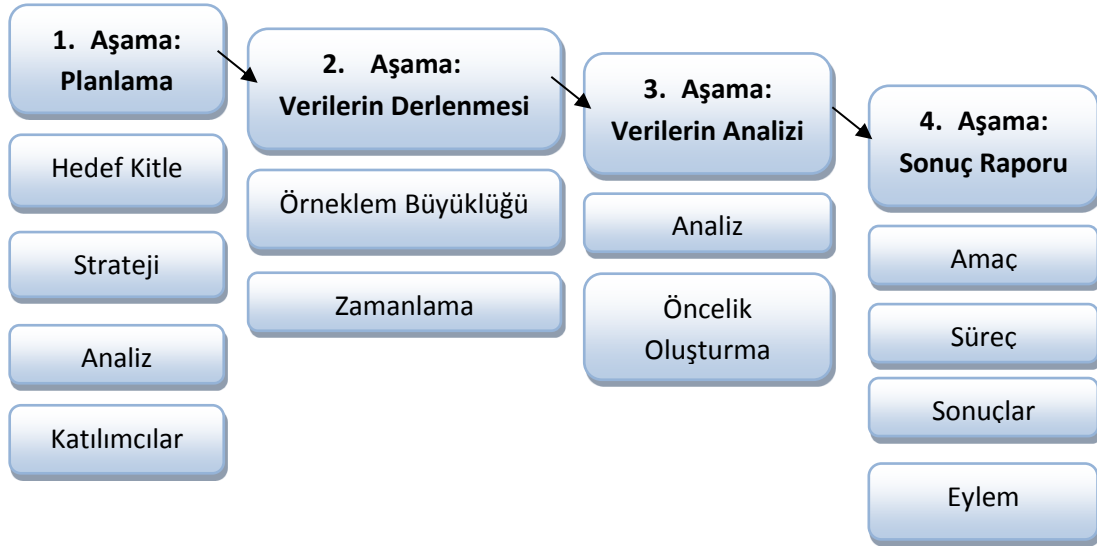 1. Aşama:
Planlama
Hedef Kitle
Strateji
Analiz
Katılımcılar
2. Aşama:
Verilerin Derlenmesi
Örneklem Büyüklüğü
Zamanlama
3. Aşama:
Verilerin Analizi
Analiz
Öncelik
Oluşturma
4. Aşama:
Sonuç Raporu
Amaç
Süreç
Sonuçlar
Eylem